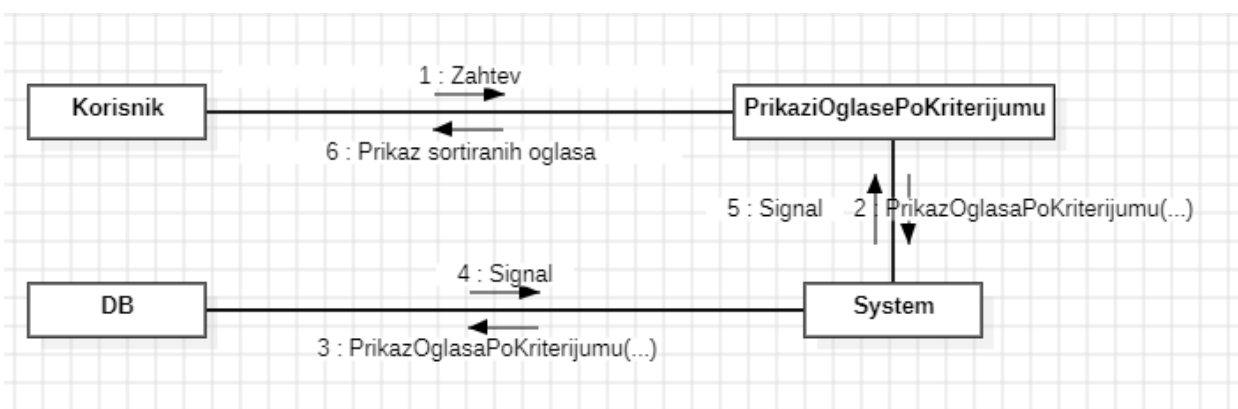 1 : Zahtev
Korisnik
PrikaziOglasePoKriterijumu
6 : Prikaz sortiranih oglasa
5 : Signal
2 : PrikazOglasaPoKriterijumu(...)
4 : Signal
DB
System
3 : PrikazOglasaPoKriterijumu(...)